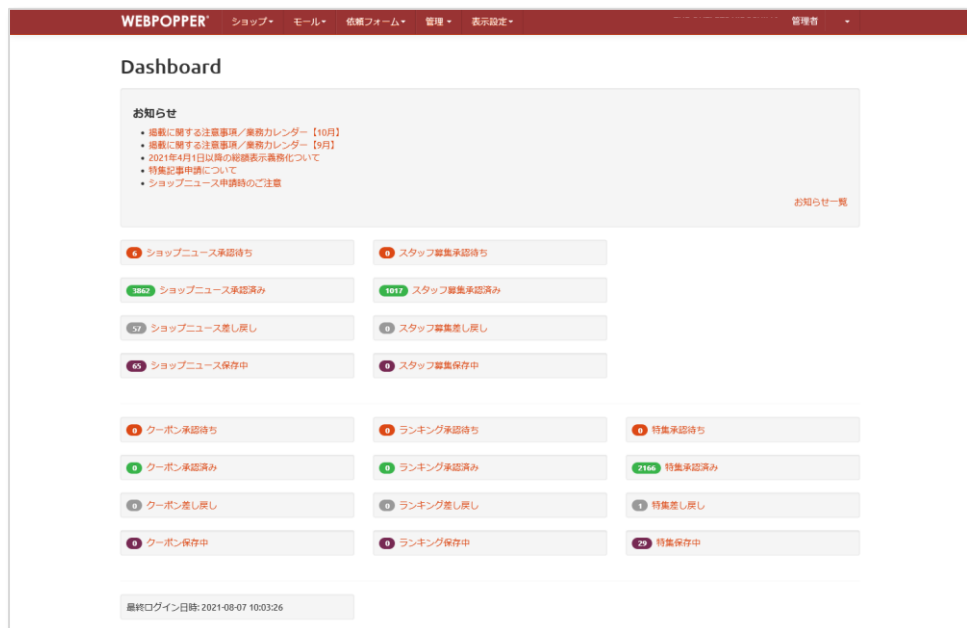 WEBPOPPER ショップ モール 依頼フォーム 管理 表示設定 管理者
Dashboard
お知らせ
掲載に関する注意事項／業務カレンダー【10月】
掲載に関する注意事項／業務カレンダー【9月】
2021年4月1日以降の総額表示義務化ついて
特集記事申請について
ショップニュース申請時のご注意
お知らせ一覧
6 ショップニュース承認待ち 0 スタッフ募集承認待ち
3862 ショップニュース承認済み 1017 スタッフ募集承認済み
57 ショップニュース差し戻し 0 スタッフ募集差し戻し
65 ショップニュース保存中 0 スタッフ募集保存中
0 クーポン承認待ち 0 ランキング承認待ち 0 特集承認待ち
0 クーポン承認済み 0 ランキング承認済み 2166 特集承認済み
0 クーポン差し戻し 0 ランキング差し戻し 1 特集差し戻し
0 クーポン保存中 0 ランキング保存中 29 特集保存中
最終ログイン日時: 2021-08-07 10:03:26